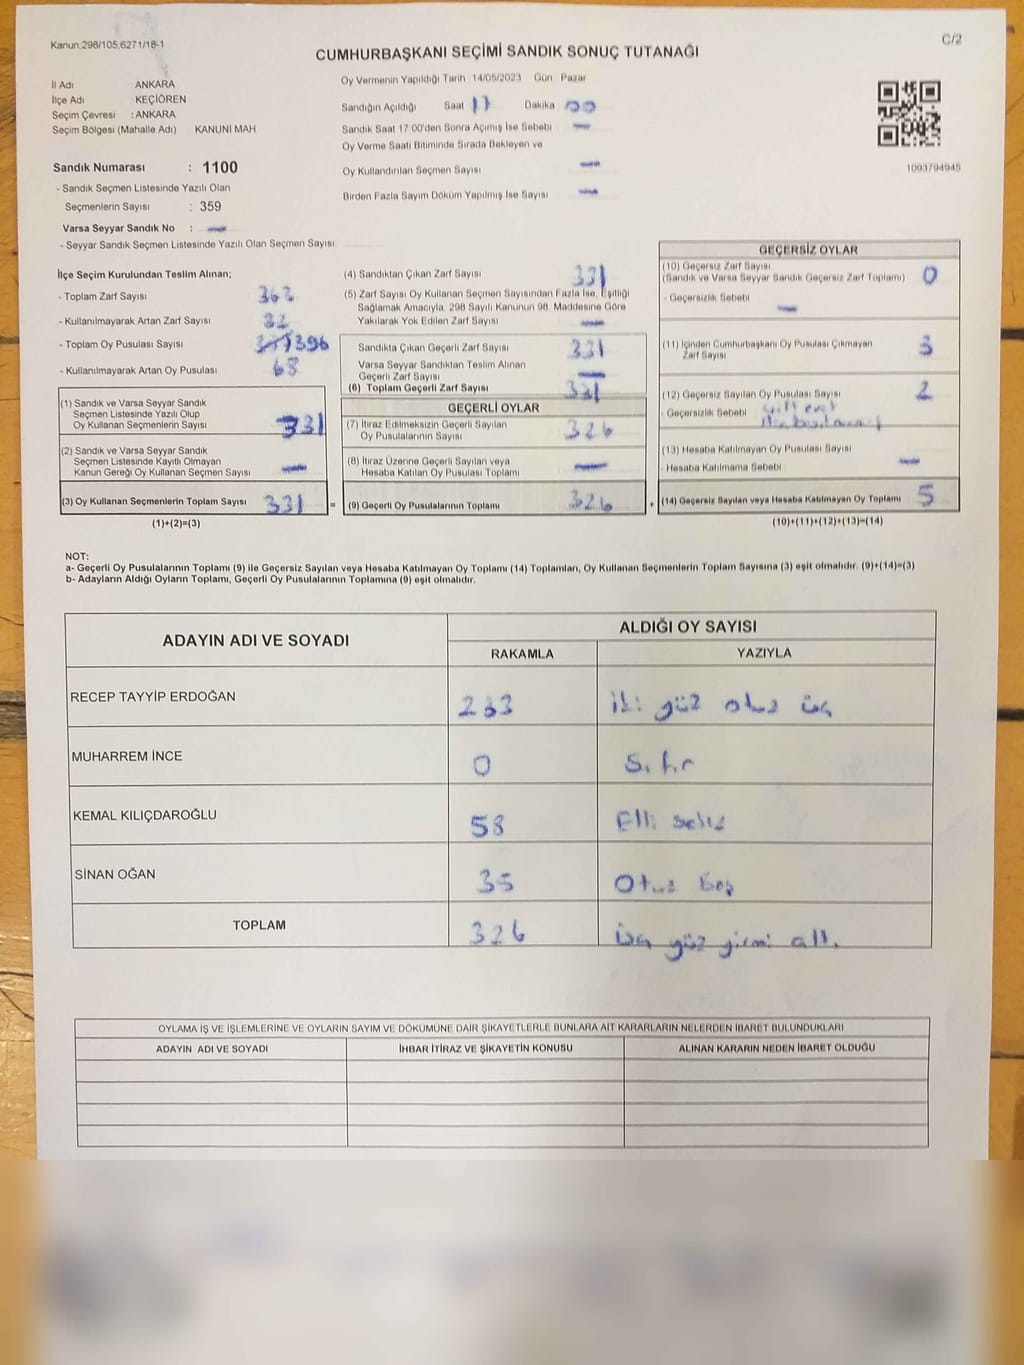 Kanun;298/105,6271/18-1
C/2
CUMHURBAŞKANI SEÇİMİ SANDIK SONUÇ TUTANAĞI
İl Adı ANKARA
İlçe Adı : KEÇİÖREN
Seçim Çevresi : ANKARA
Seçim Bölgesi (Mahalle Adı) KANUNİ MAH
Oy Vermenin Yapıldığı Tarih 14/05/2023 Gün Pazar
Sandığın Açıldığı Saat 17 Dakika 00
Sandık Saat 17:00'den Sonra Açımış İse Sebebi —
Oy Verme Saati Bitiminde Sırada Bekleyen ve
Oy Kullandırılan Seçmen Sayısı —
Birden Fazla Sayım Döküm Yapılmış İse Sayısı —
1093794945
Sandık Numarası : 1100
- Sandık Seçmen Listesinde Yazılı Olan
Seçmenlerin Sayısı : 359
Varsa Seyyar Sandık No : —
- Seyyar Sandık Seçmen Listesinde Yazılı Olan Seçmen Sayısı
İlçe Seçim Kurulundan Teslim Alınan;
- Toplam Zarf Sayısı 362
- Kullanılmayarak Artan Zarf Sayısı 32
- Toplam Oy Pusulası Sayısı 396
- Kullanılmayarak Artan Oy Pusulası 68
(1) Sandık ve Varsa Seyyar Sandık
Seçmen Listesinde Yazılı Olup
Oy Kullanan Seçmenlerin Sayısı 331
(2) Sandık ve Varsa Seyyar Sandık
Seçmen Listesinde Kayıtlı Olmayan
Kanun Gereği Oy Kullanan Seçmen Sayısı —
(3) Oy Kullanan Seçmenlerin Toplam Sayısı 331
(1)+(2)=(3)
=
(4) Sandıktan Çıkan Zarf Sayısı 331
(5) Zarf Sayısı Oy Kullanan Seçmen Sayısından Fazla İse, Eşitliği
Sağlamak Amacıyla, 298 Sayılı Kanunun 98. Maddesine Göre
Yakılarak Yok Edilen Zarf Sayısı —
Sandıkta Çıkan Geçerli Zarf Sayısı 331
Varsa Seyyar Sandıktan Teslim Alınan
Geçerli Zarf Sayısı —
(6) Toplam Geçerli Zarf Sayısı 331
GEÇERLİ OYLAR
(7) İtiraz Edilmeksizin Geçerli Sayılan
Oy Pusulalarının Sayısı 326
(8) İtiraz Üzerine Geçerli Sayılan veya
Hesaba Katılan Oy Pusulası Toplamı —
(9) Geçerli Oy Pusulalarının Toplamı 326
+
GEÇERSİZ OYLAR
(10) Geçersiz Zarf Sayısı
(Sandık ve Varsa Seyyar Sandık Geçersiz Zarf Toplamı) 0
- Geçersizlik Sebebi —
(11) İçinden Cumhurbaşkanı Oy Pusulası Çıkmayan
Zarf Sayısı 3
(12) Geçersiz Sayılan Oy Pusulası Sayısı 2
- Geçersizlik Sebebi
(13) Hesaba Katılmayan Oy Pusulası Sayısı —
- Hesaba Katılmama Sebebi
(14) Geçersiz Sayılan veya Hesaba Katılmayan Oy Toplamı 5
(10)+(11)+(12)+(13)=(14)
NOT:
a- Geçerli Oy Pusulalarının Toplamı (9) ile Geçersiz Sayılan veya Hesaba Katılmayan Oy Toplamı (14) Toplamları, Oy Kullanan Seçmenlerin Toplam Sayısına (3) eşit olmalıdır. (9)+(14)=(3)
b- Adayların Aldığı Oyların Toplamı, Geçerli Oy Pusulalarının Toplamına (9) eşit olmalıdır.
ADAYIN ADI VE SOYADI ALDIĞI OY SAYISI
RAKAMLA YAZIYLA
RECEP TAYYİP ERDOĞAN 233 iki yüz otuz üç
MUHARREM İNCE 0 Sıfır
KEMAL KILIÇDAROĞLU 58 Elli sekiz
SİNAN OĞAN 35 Otuz beş
TOPLAM 326 üç yüz yirmi altı
OYLAMA İŞ VE İŞLEMLERİNE VE OYLARIN SAYIM VE DÖKÜMÜNE DAİR ŞİKAYETLERLE BUNLARA AİT KARARLARIN NELERDEN İBARET BULUNDUKLARI
ADAYIN ADI VE SOYADI İHBAR İTİRAZ VE ŞİKAYETİN KONUSU ALINAN KARARIN NEDEN İBARET OLDUĞU